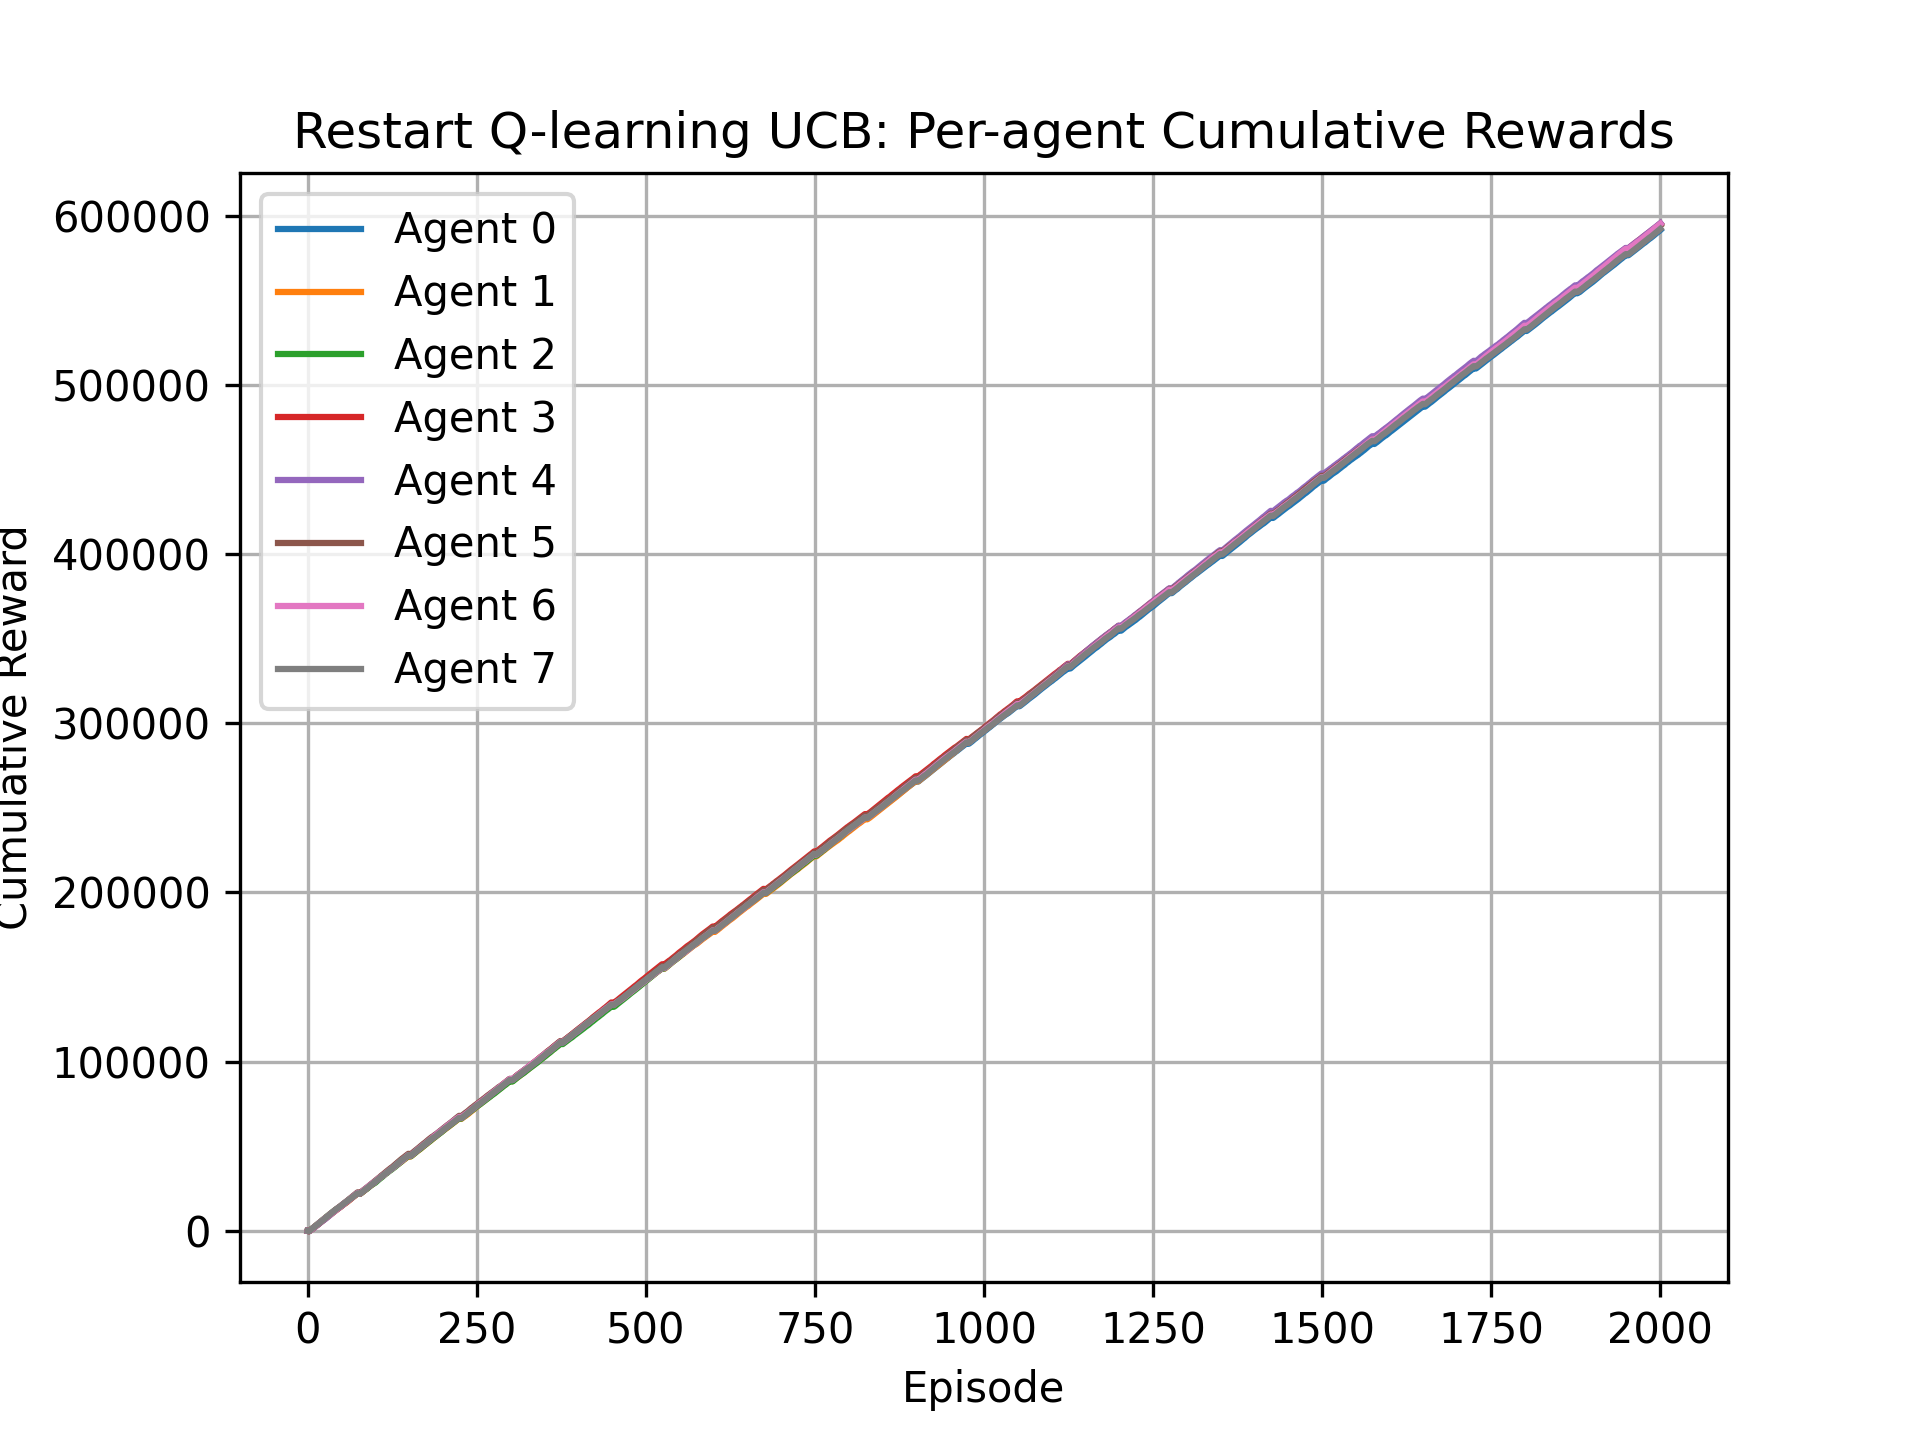 Restart Q-learning UCB: Per-agent Cumulative Rewards
Agent 0
Agent 1
Agent 2
Agent 3
Agent 4
Agent 5
Agent 6
Agent 7
600000
500000
400000
300000
200000
100000
0
Cumulative Reward
0 250 500 750 1000 1250 1500 1750 2000
Episode